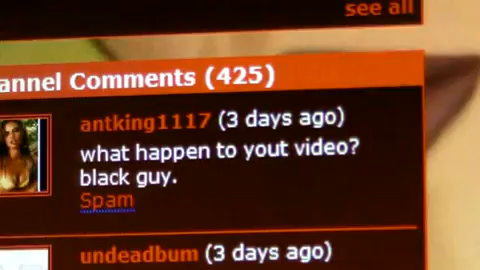 see all
annel Comments (425)
antking1117 (3 days ago)
what happen to yout video?
black guy.
Spam
undeadbum (3 days ago)